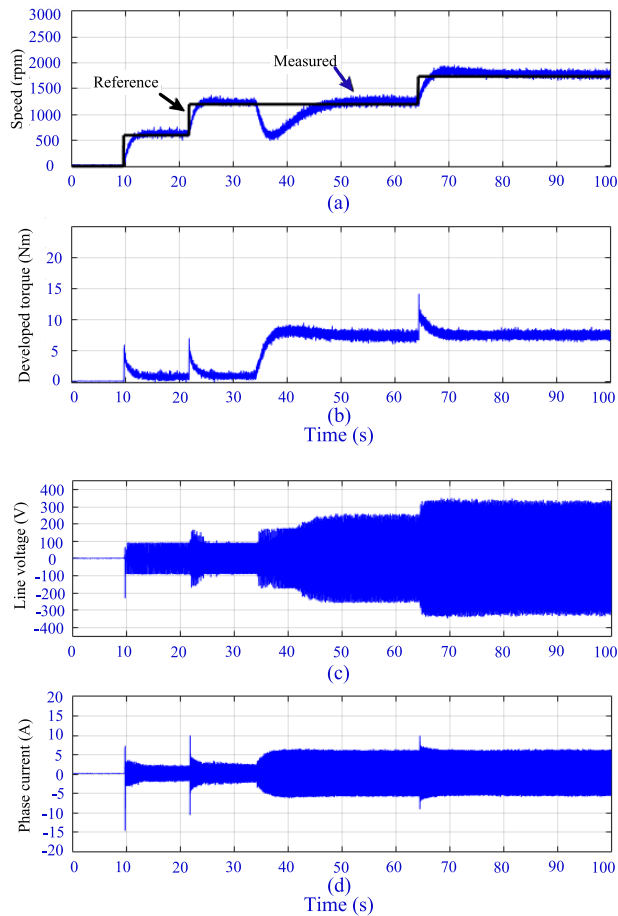 Speed (rpm)
3000
2500
2000
1500
1000
500
0
Reference
Measured
0 10 20 30 40 50 60 70 80 90 100
(a)
Developed torque (Nm)
20
15
10
5
0
0 10 20 30 40 50 60 70 80 90 100
(b)
Time (s)
Line voltage (V)
400
300
200
100
0
-100
-200
-300
-400
0 10 20 30 40 50 60 70 80 90 100
(c)
Phase current (A)
20
15
10
5
0
-5
-10
-15
-20
0 10 20 30 40 50 60 70 80 90 100
(d)
Time (s)